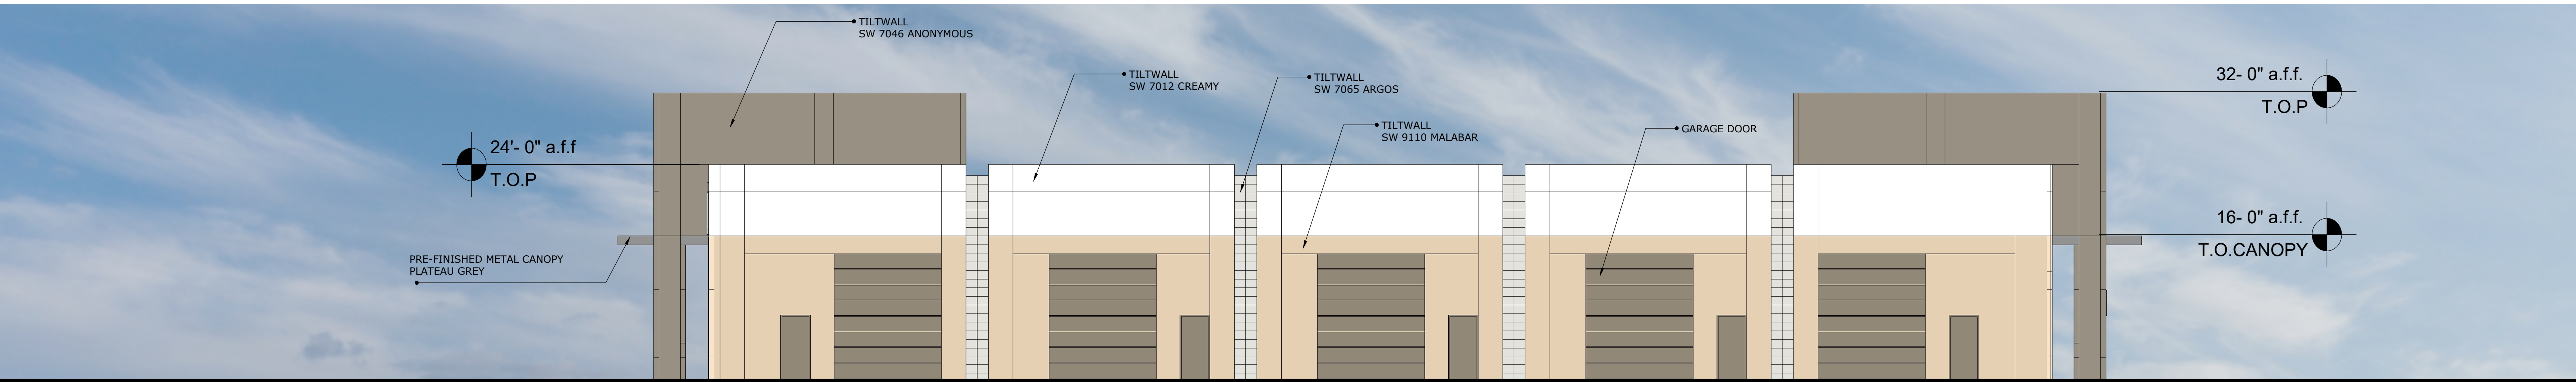 TILTWALL
SW 7046 ANONYMOUS
TILTWALL
SW 7012 CREAMY
TILTWALL
SW 7065 ARGOS
TILTWALL
SW 9110 MALABAR
GARAGE DOOR
32- 0" a.f.f.
T.O.P
24'- 0" a.f.f
T.O.P
16- 0" a.f.f.
T.O.CANOPY
PRE-FINISHED METAL CANOPY
PLATEAU GREY